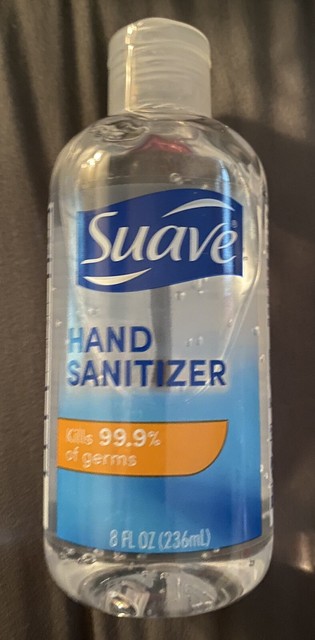 Suave®
HAND
SANITIZER
Kills 99.9%
of germs
8 FL OZ (236mL)